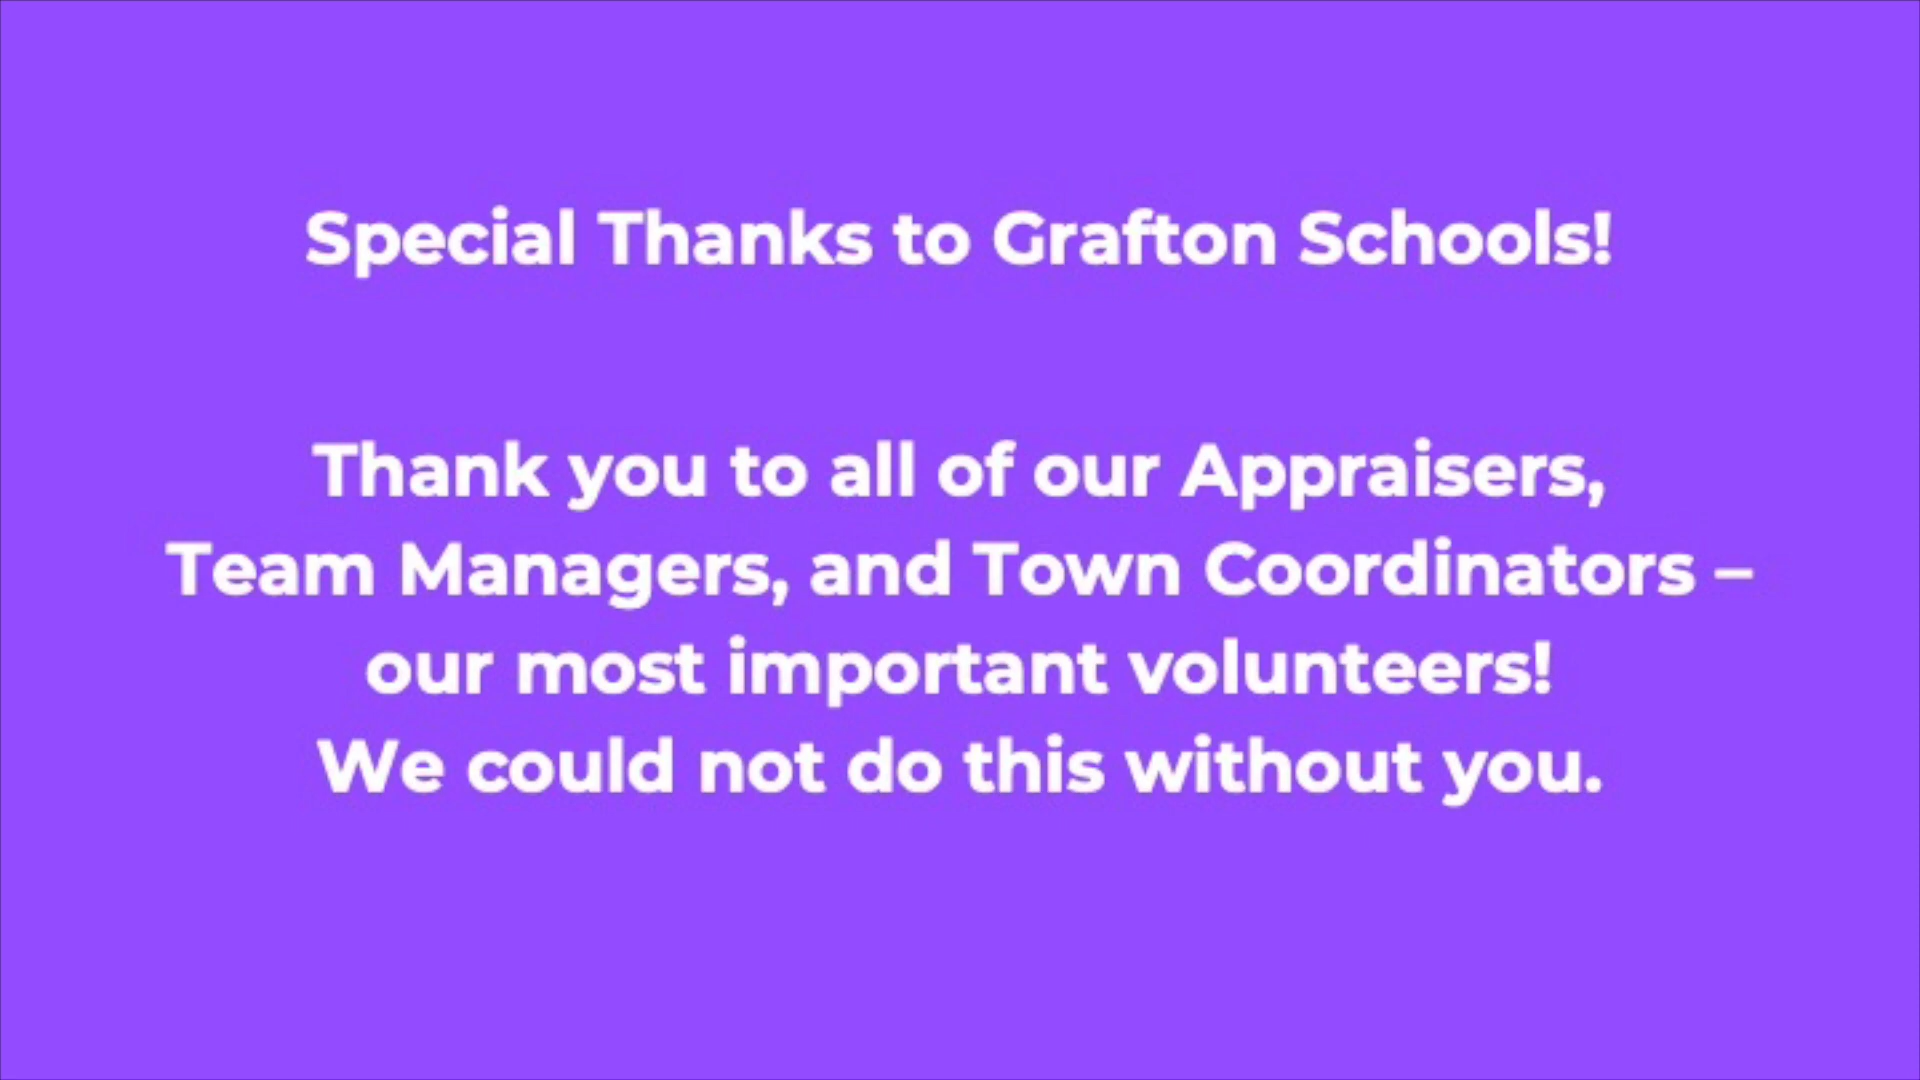 Special Thanks to Grafton Schools!
Thank you to all of our Appraisers,
Team Managers, and Town Coordinators –
our most important volunteers!
We could not do this without you.